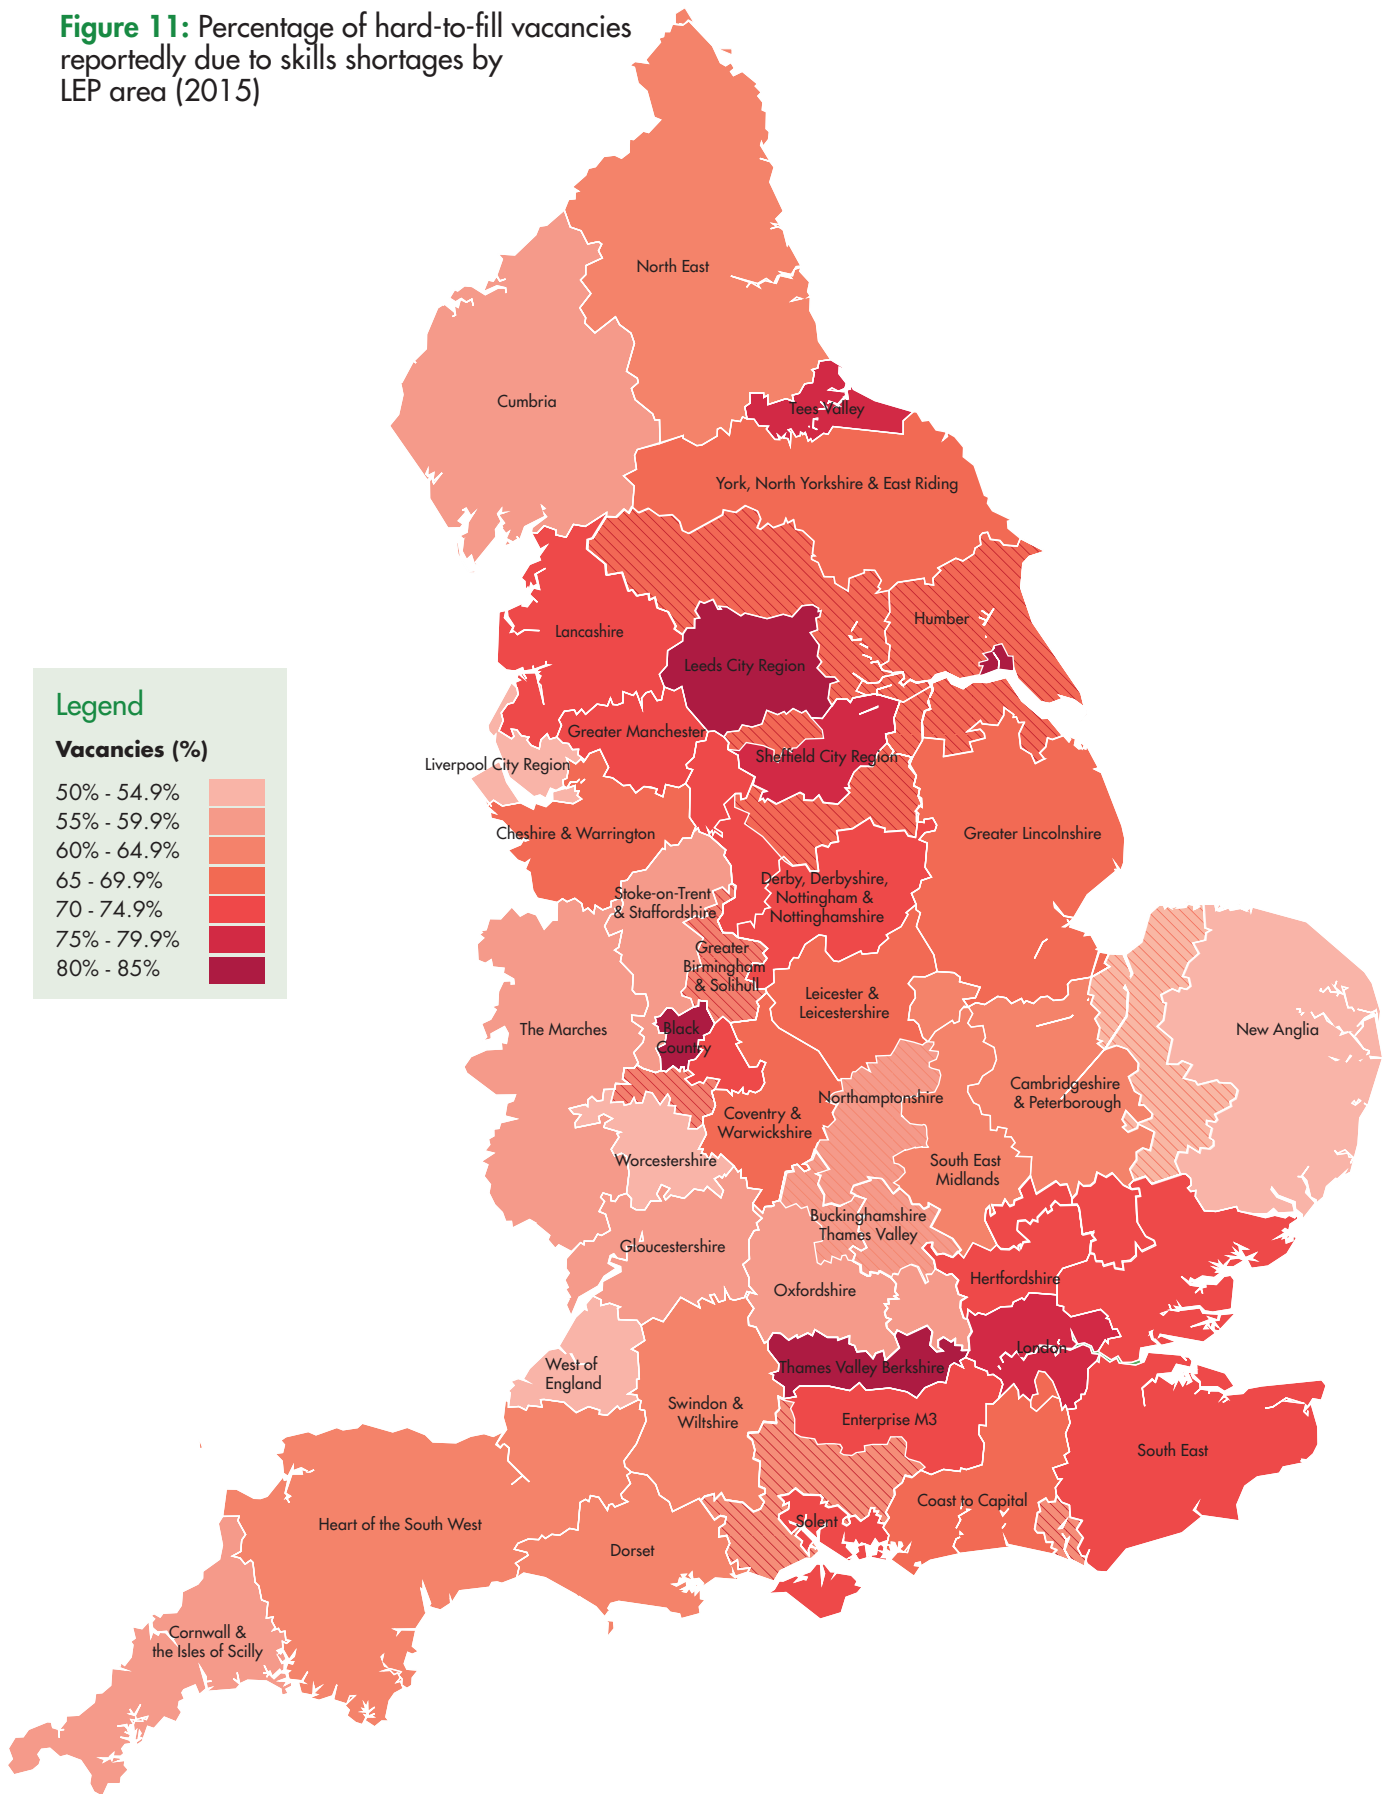 Figure 11: Percentage of hard-to-fill vacancies
reportedly due to skills shortages by
LEP area (2015)
North East
Cumbria
Tees Valley
York, North Yorkshire & East Riding
Lancashire
Humber
Leeds City Region
Greater Manchester
Sheffield City Region
Liverpool City Region
Cheshire & Warrington
Greater Lincolnshire
Legend
Vacancies (%)
50% - 54.9%
55% - 59.9%
60% - 64.9%
65 - 69.9%
70 - 74.9%
75% - 79.9%
80% - 85%
Derby, Derbyshire,
Nottingham &
Nottinghamshire
Stoke-on-Trent
& Staffordshire
Greater
Birmingham
& Solihull
Leicester &
Leicestershire
The Marches
Black
Country
New Anglia
Cambridgeshire
& Peterborough
Northamptonshire
Coventry &
Warwickshire
Worcestershire
South East
Midlands
Buckinghamshire
Thames Valley
Gloucestershire
Oxfordshire
Hertfordshire
London
Thames Valley Berkshire
West of
England
Swindon &
Wiltshire
Enterprise M3
South East
Coast to Capital
Solent
Heart of the South West
Dorset
Cornwall &
the Isles of Scilly